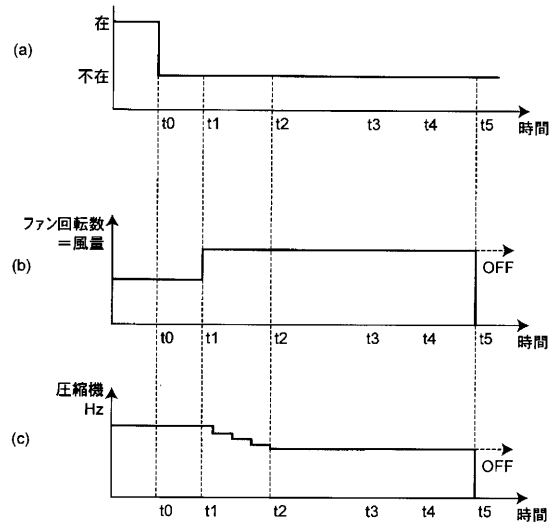 (a)
在
不在
t0 t1 t2 t3 t4 t5 時間
(b)
ファン回転数
＝風量
OFF
t0 t1 t2 t3 t4 t5 時間
(c)
圧縮機
Hz
OFF
t0 t1 t2 t3 t4 t5 時間